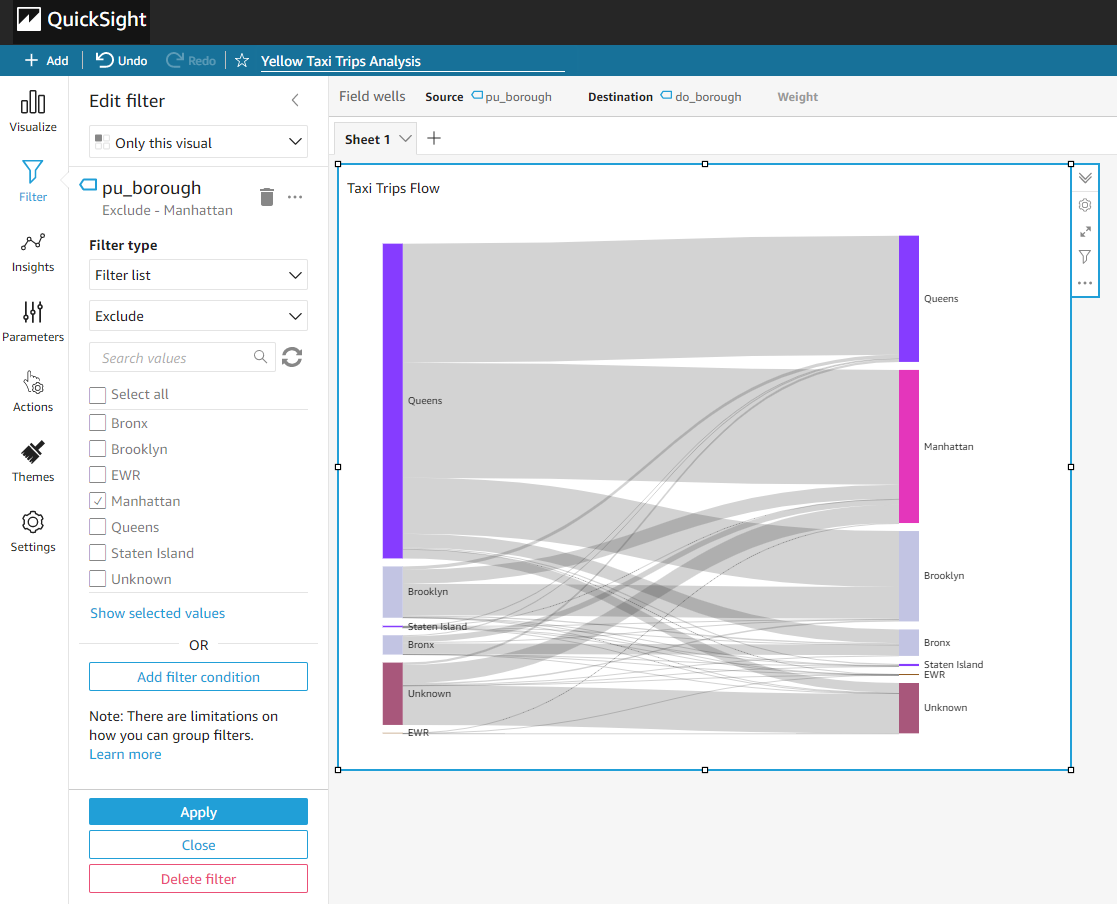 QuickSight
Add Undo Redo Yellow Taxi Trips Analysis
Visualize
Filter
Insights
Parameters
Actions
Themes
Settings
Edit filter
Only this visual
pu_borough
Exclude - Manhattan
Filter type
Filter list
Exclude
Search values
Select all
Bronx
Brooklyn
EWR
Manhattan
Queens
Staten Island
Unknown
Show selected values
OR
Add filter condition
Note: There are limitations on
how you can group filters.
Learn more
Apply
Close
Delete filter
Field wells Source pu_borough Destination do_borough Weight
Sheet 1
Taxi Trips Flow
Queens
Brooklyn
Staten Island
Bronx
Unknown
EWR
Queens
Manhattan
Brooklyn
Bronx
Staten Island
EWR
Unknown